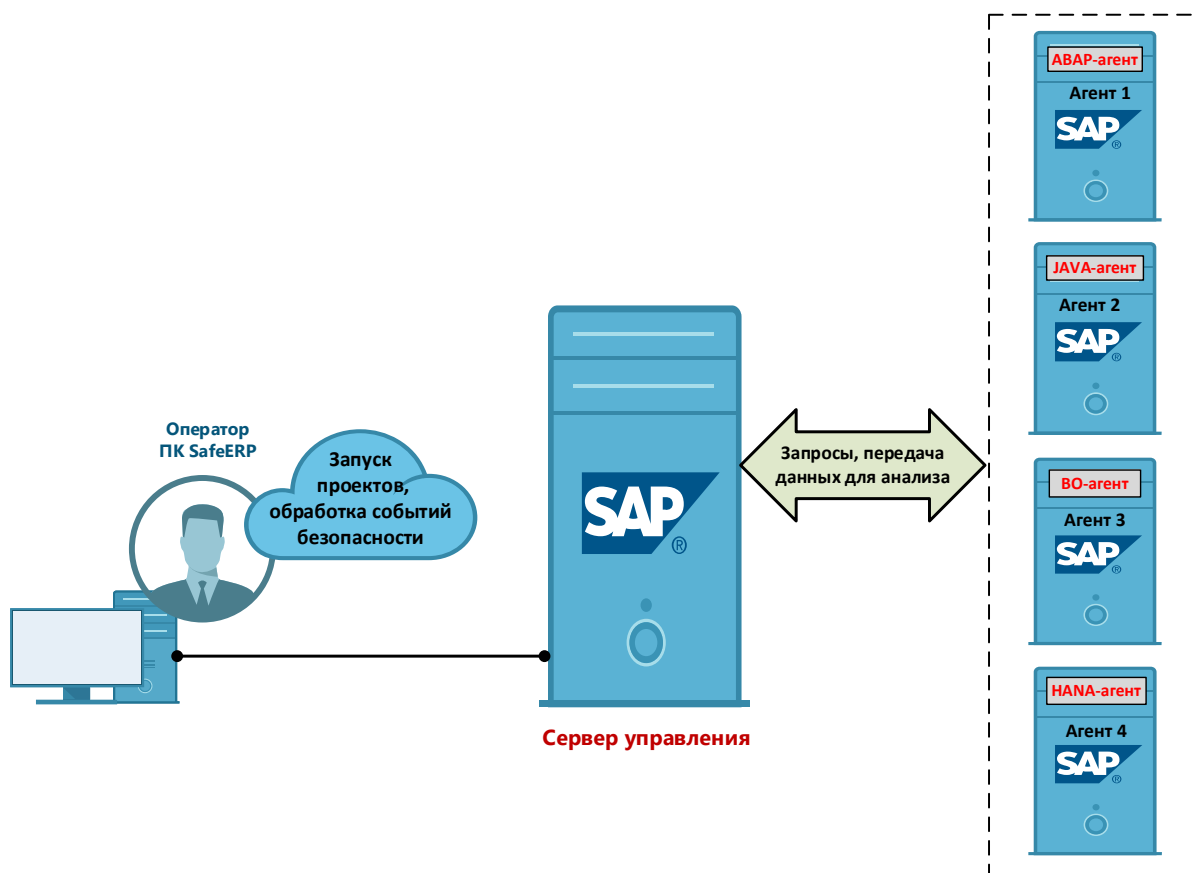 Оператор
ПК SafeERP
Запуск
проектов,
обработка событий
безопасности
SAP
®
Сервер управления
Запросы, передача
данных для анализа
ABAP-агент
Агент 1
SAP
®
JAVA-агент
Агент 2
SAP
®
BO-агент
Агент 3
SAP
®
HANA-агент
Агент 4
SAP
®